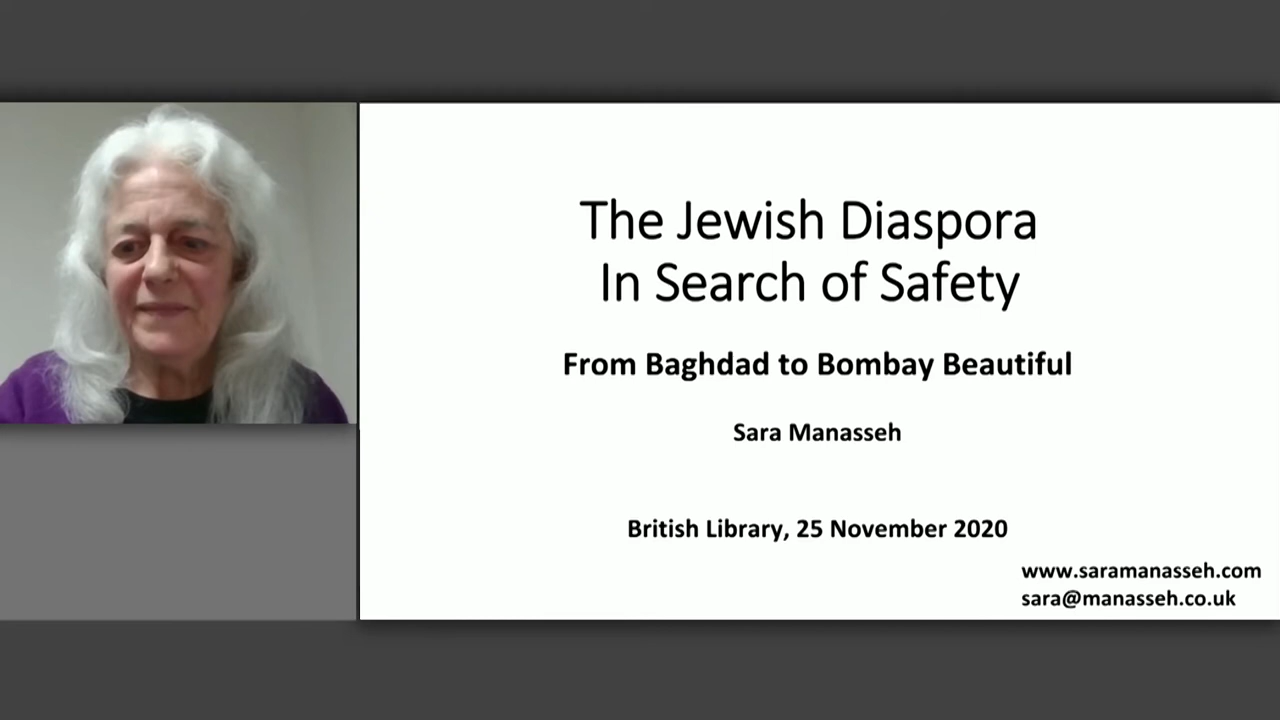 The Jewish Diaspora
In Search of Safety
From Baghdad to Bombay Beautiful
Sara Manasseh
British Library, 25 November 2020
www.saramanasseh.com
sara@manasseh.co.uk